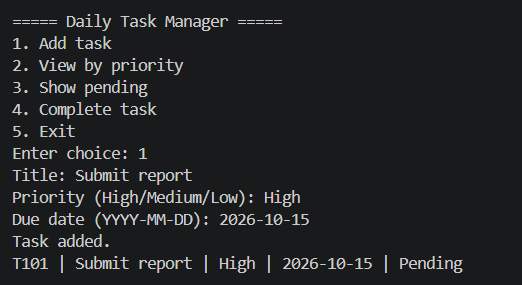 ===== Daily Task Manager =====
1. Add task
2. View by priority
3. Show pending
4. Complete task
5. Exit
Enter choice: 1
Title: Submit report
Priority (High/Medium/Low): High
Due date (YYYY-MM-DD): 2026-10-15
Task added.
T101 | Submit report | High | 2026-10-15 | Pending